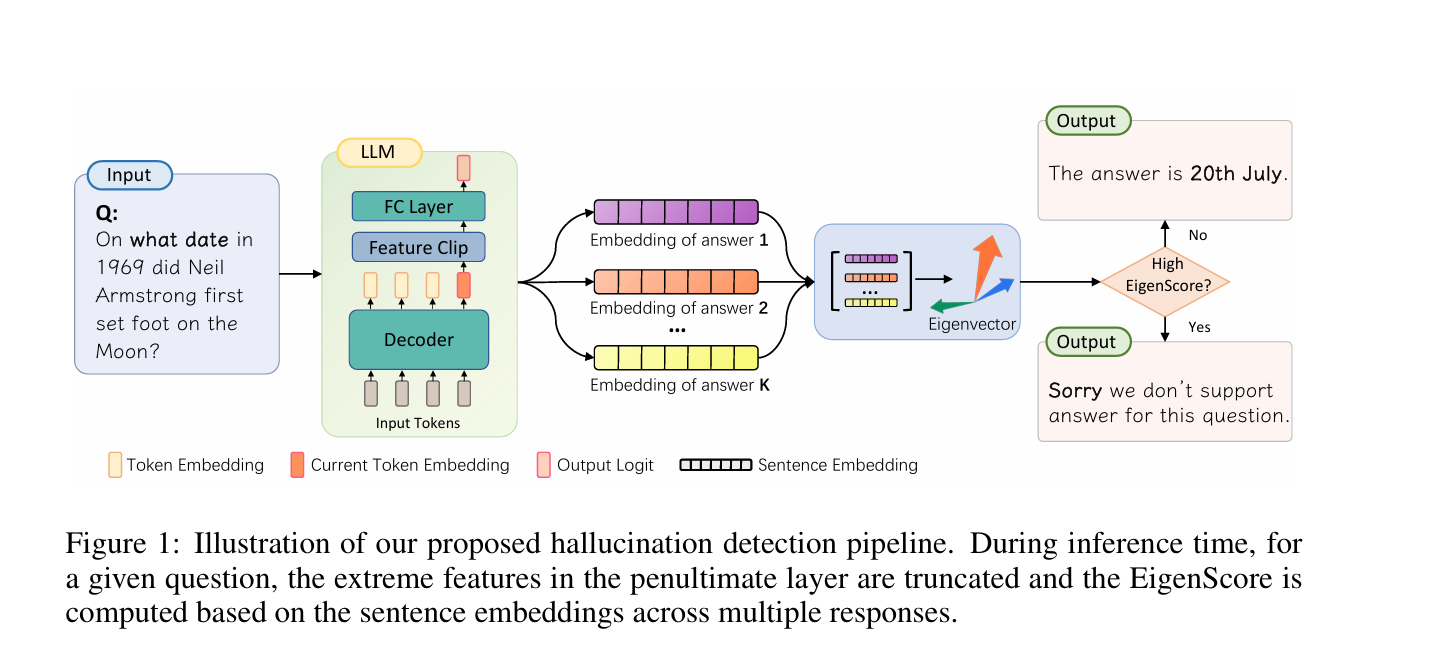 Input
Q:
On what date in
1969 did Neil
Armstrong first
set foot on the
Moon?
LLM
FC Layer
Feature Clip
Decoder
Input Tokens
Embedding of answer 1
Embedding of answer 2
...
Embedding of answer K
...
Eigenvector
High
EigenScore?
No
Yes
Output
The answer is 20th July.
Output
Sorry we don't support
answer for this question.
Token Embedding
Current Token Embedding
Output Logit
Sentence Embedding
Figure 1: Illustration of our proposed hallucination detection pipeline. During inference time, for
a given question, the extreme features in the penultimate layer are truncated and the EigenScore is
computed based on the sentence embeddings across multiple responses.